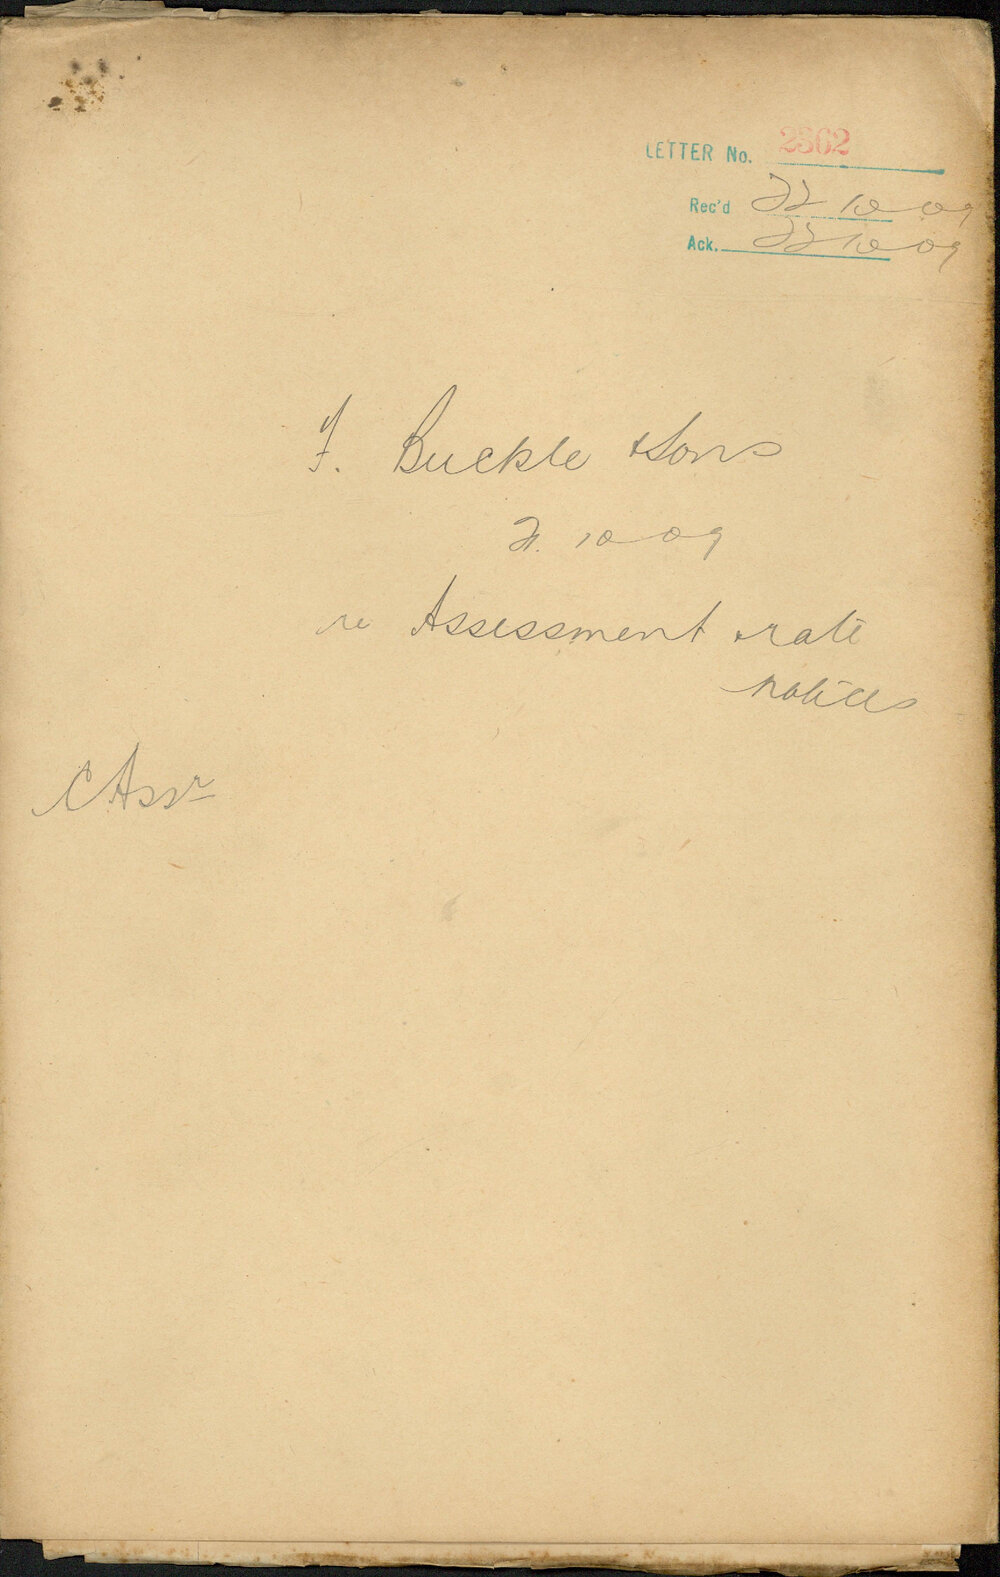 LETTER No. 2362
Rec'd 22 10 09
Ack. 22 10 09
F. Buckle & Sons
21. 10 09
re Assessment & rate
notices
C Assr